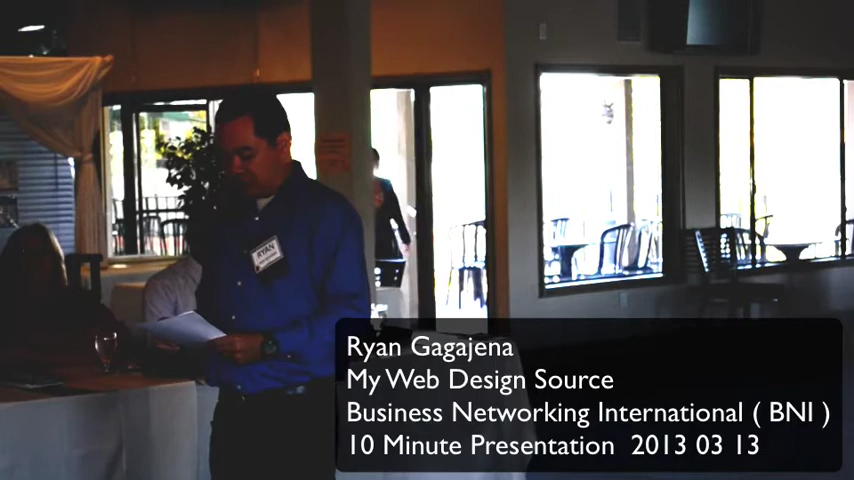 RYAN
Ryan Gagajena
My Web Design Source
Business Networking International ( BNI )
10 Minute Presentation  2013 03 13